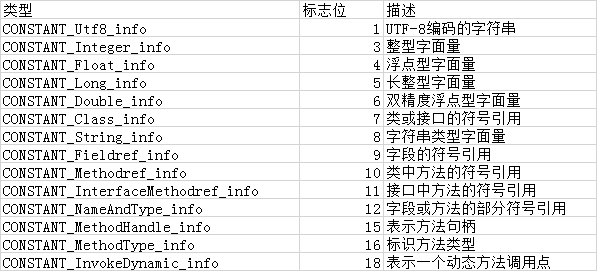 类型 标志位 描述
CONSTANT_Utf8_info 1 UTF-8编码的字符串
CONSTANT_Integer_info 3 整型字面量
CONSTANT_Float_info 4 浮点型字面量
CONSTANT_Long_info 5 长整型字面量
CONSTANT_Double_info 6 双精度浮点型字面量
CONSTANT_Class_info 7 类或接口的符号引用
CONSTANT_String_info 8 字符串类型字面量
CONSTANT_Fieldref_info 9 字段的符号引用
CONSTANT_Methodref_info 10 类中方法的符号引用
CONSTANT_InterfaceMethodref_info 11 接口中方法的符号引用
CONSTANT_NameAndType_info 12 字段或方法的部分符号引用
CONSTANT_MethodHandle_info 15 表示方法句柄
CONSTANT_MethodType_info 16 标识方法类型
CONSTANT_InvokeDynamic_info 18 表示一个动态方法调用点